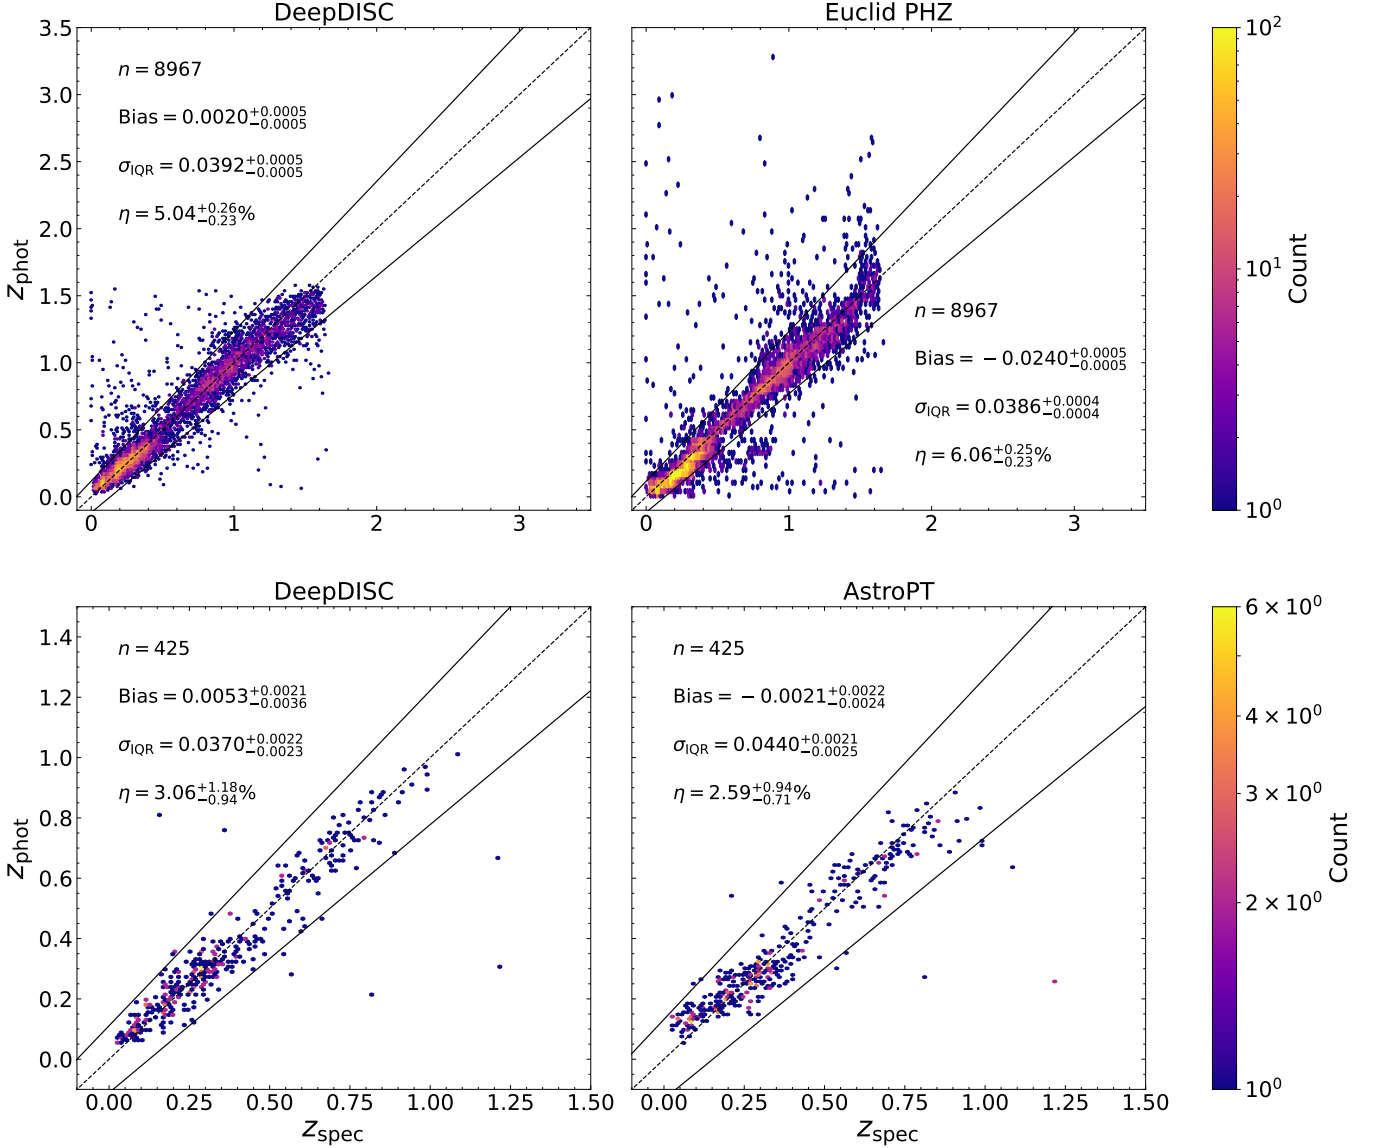 DeepDISC
Euclid PHZ
3.5
3.0
2.5
2.0
1.5
1.0
0.5
0.0
z_phot
n = 8967
Bias = 0.0020^{+0.0005}_{−0.0005}
σ_IQR = 0.0392^{+0.0005}_{−0.0005}
η = 5.04^{+0.26}_{−0.23}%
0 1 2 3
n = 8967
Bias = −0.0240^{+0.0005}_{−0.0005}
σ_IQR = 0.0386^{+0.0004}_{−0.0004}
η = 6.06^{+0.25}_{−0.23}%
0 1 2 3
10^2
10^1
10^0
Count
DeepDISC
AstroPT
1.4
1.2
1.0
0.8
0.6
0.4
0.2
0.0
z_phot
n = 425
Bias = 0.0053^{+0.0021}_{−0.0036}
σ_IQR = 0.0370^{+0.0022}_{−0.0023}
η = 3.06^{+1.18}_{−0.94}%
0.00 0.25 0.50 0.75 1.00 1.25 1.50
z_spec
n = 425
Bias = −0.0021^{+0.0022}_{−0.0024}
σ_IQR = 0.0440^{+0.0021}_{−0.0025}
η = 2.59^{+0.94}_{−0.71}%
0.00 0.25 0.50 0.75 1.00 1.25 1.50
z_spec
6 × 10^0
4 × 10^0
3 × 10^0
2 × 10^0
10^0
Count